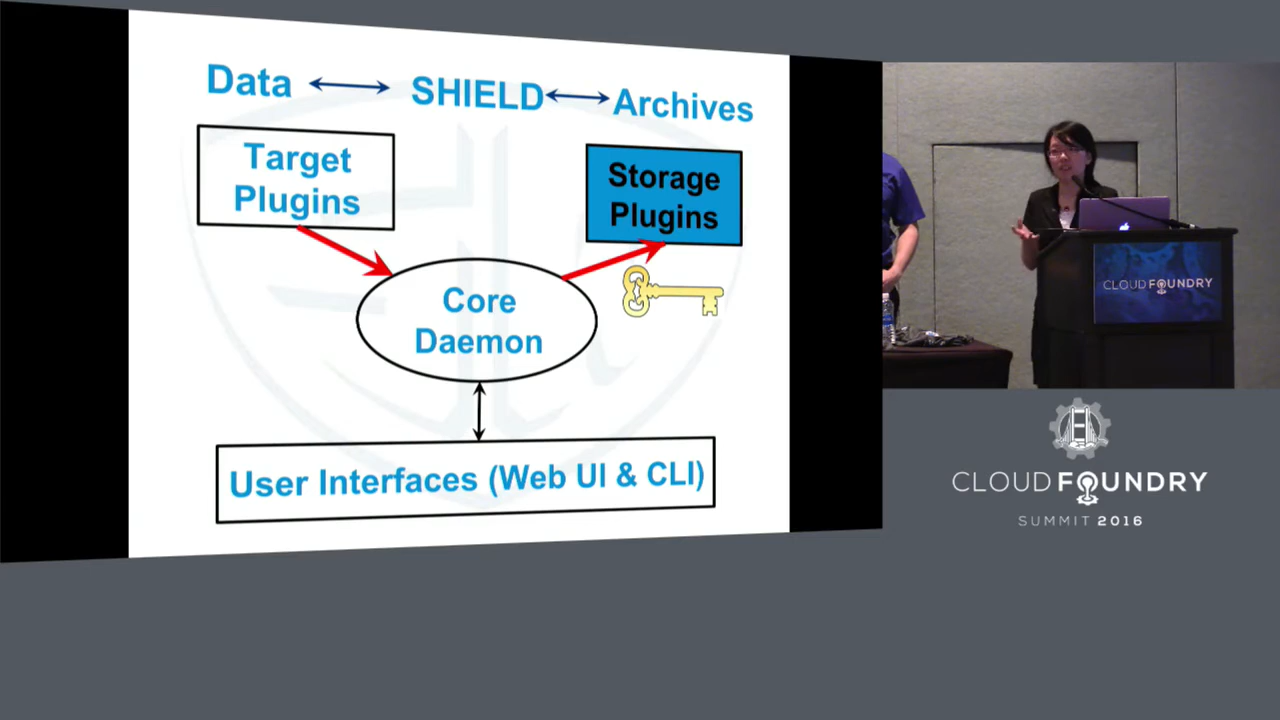 Data SHIELD Archives
Target
Plugins
Storage
Plugins
Core
Daemon
User Interfaces (Web UI & CLI)
CLOUD FOUNDRY
CLOUD FOUNDRY
SUMMIT 2016